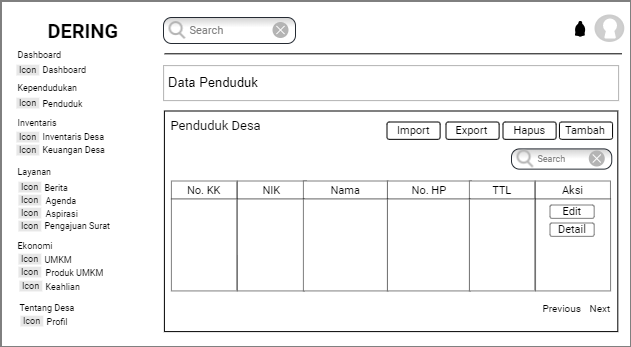 DERING
Search
Dashboard
Icon Dashboard
Kependudukan
Icon Penduduk
Inventaris
Icon Inventaris Desa
Icon Keuangan Desa
Layanan
Icon Berita
Icon Agenda
Icon Aspirasi
Icon Pengajuan Surat
Ekonomi
Icon UMKM
Icon Produk UMKM
Icon Keahlian
Tentang Desa
Icon Profil
Data Penduduk
Penduduk Desa
Import Export Hapus Tambah
Search
No. KK NIK Nama No. HP TTL Aksi
Edit
Detail
Previous Next